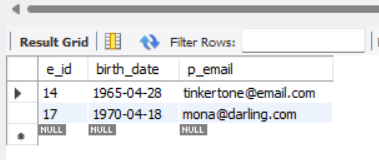 Result Grid Filter Rows:
e_id birth_date p_email
14 1965-04-28 tinkertone@email.com
17 1970-04-18 mona@darling.com
NULL NULL NULL